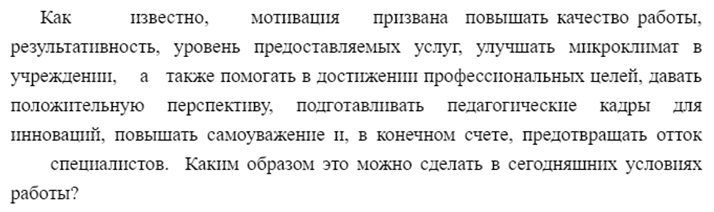 Как известно, мотивация призвана повышать качество работы,
результативность, уровень предоставляемых услуг, улучшать микроклимат в
учреждении, а также помогать в достижении профессиональных целей, давать
положительную перспективу, подготавливать педагогические кадры для
инноваций, повышать самоуважение и, в конечном счете, предотвращать отток
специалистов. Каким образом это можно сделать в сегодняшних условиях
работы?